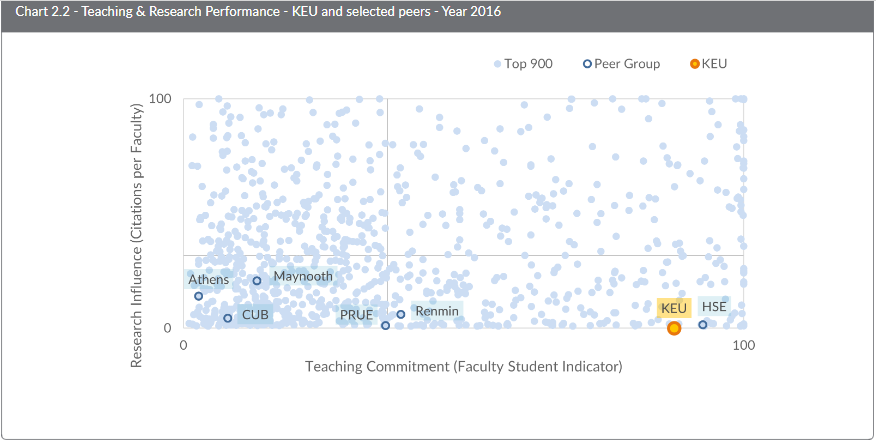 Chart 2.2 - Teaching & Research Performance - KEU and selected peers - Year 2016
Top 900
Peer Group
KEU
100
Research Influence (Citations per Faculty)
Athens
Maynooth
CUB
PRUE
Renmin
KEU
HSE
0
0
100
Teaching Commitment (Faculty Student Indicator)